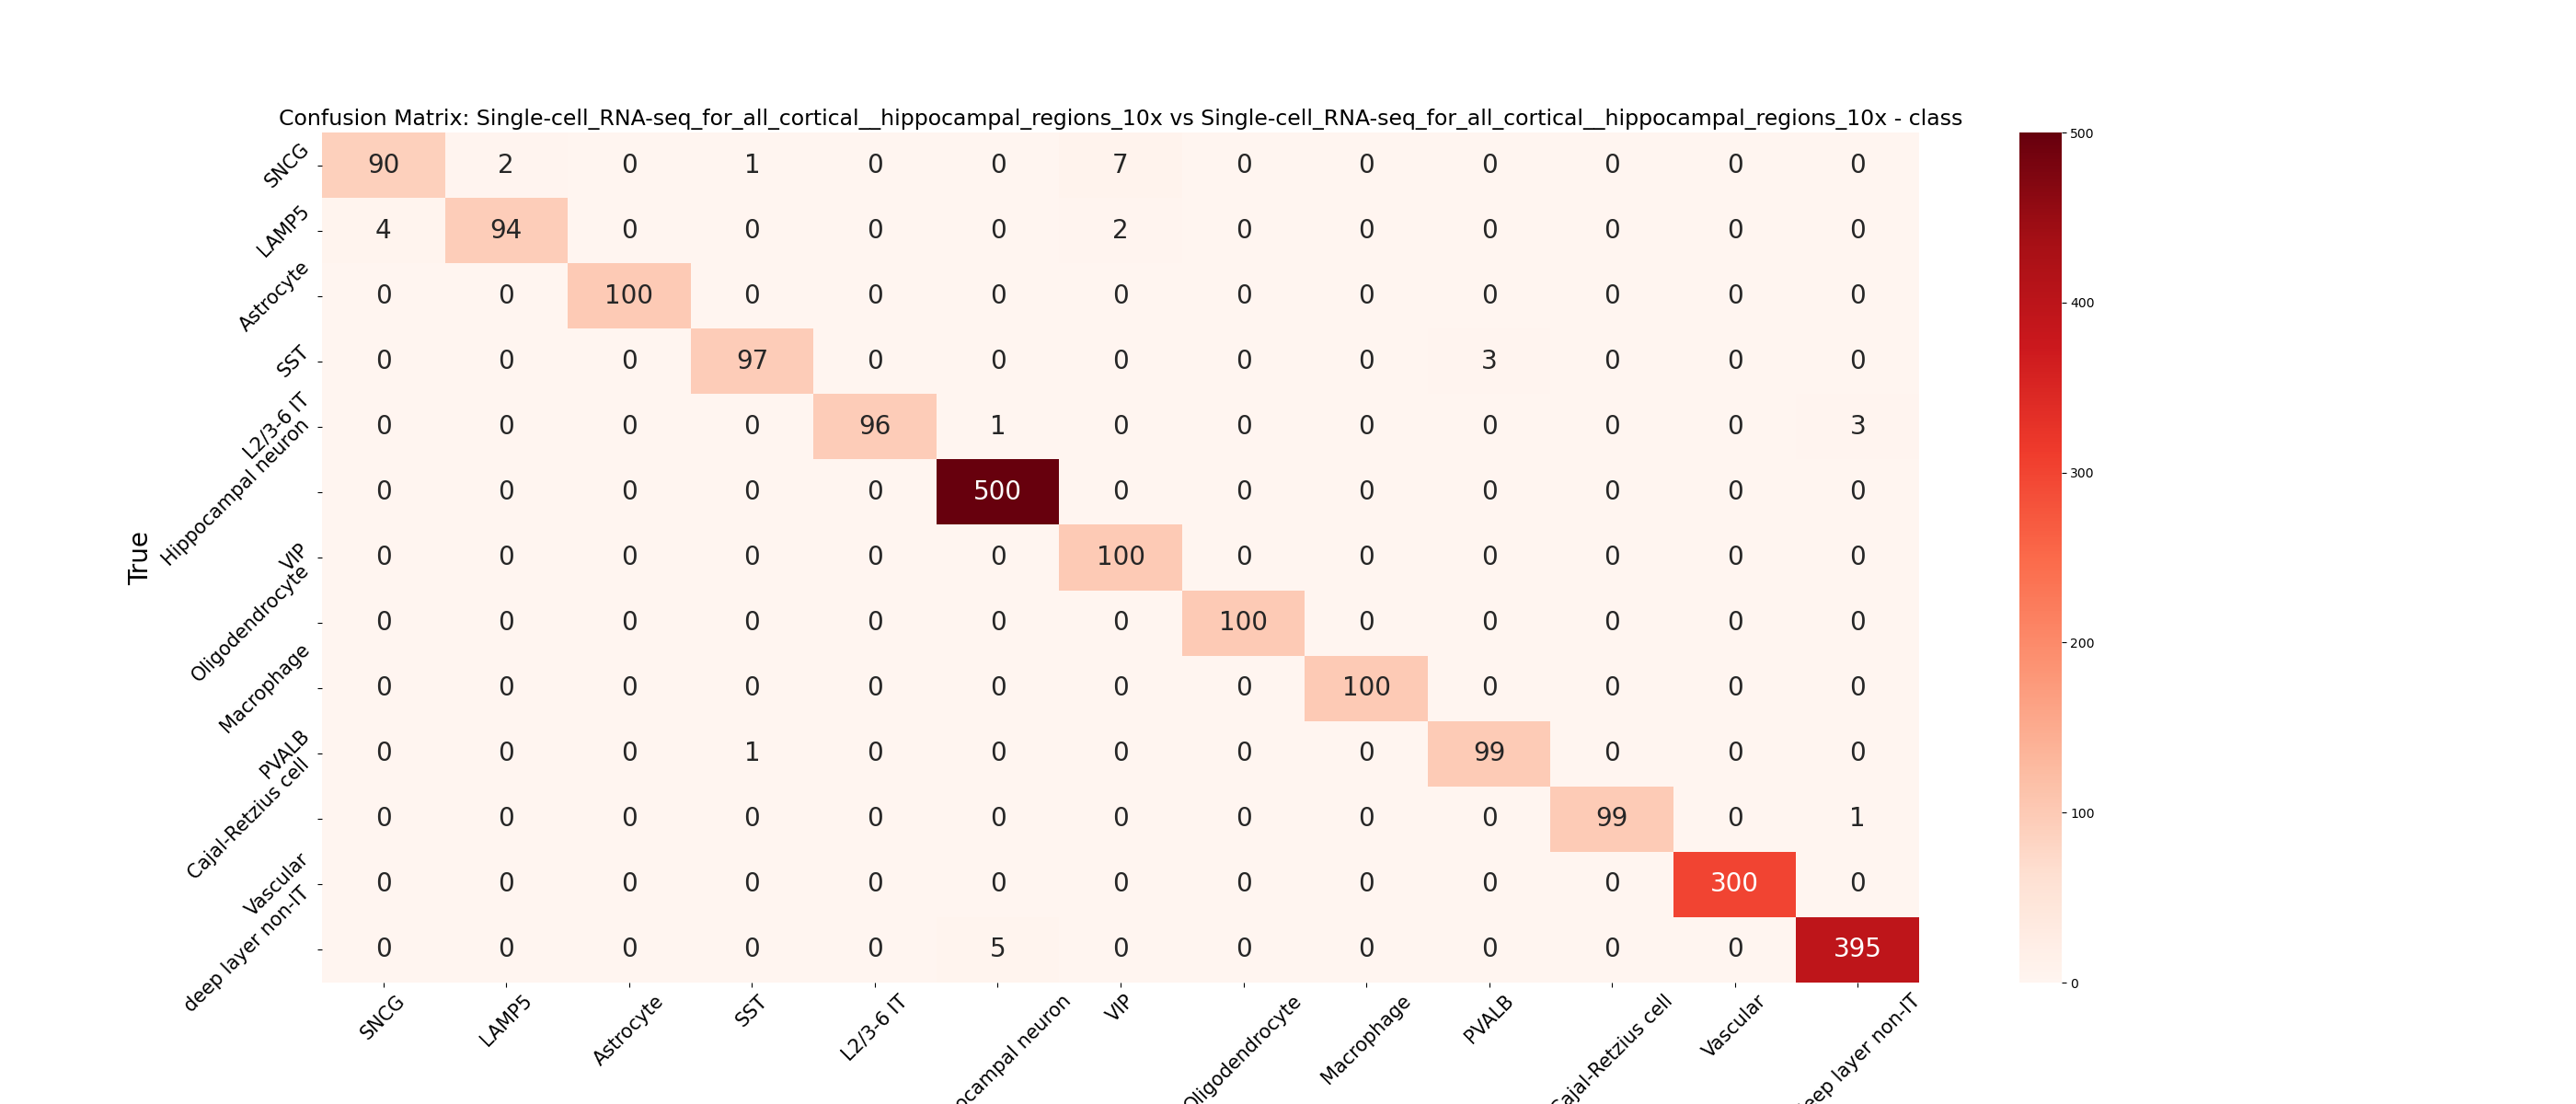 Confusion Matrix: Single-cell_RNA-seq_for_all_cortical__hippocampal_regions_10x vs Single-cell_RNA-seq_for_all_cortical__hippocampal_regions_10x - class
True
SNCG 90 2 0 1 0 0 7 0 0 0 0 0 0
LAMP5 4 94 0 0 0 0 2 0 0 0 0 0 0
Astrocyte 0 0 100 0 0 0 0 0 0 0 0 0 0
SST 0 0 0 97 0 0 0 0 0 3 0 0 0
L2/3-6 IT 0 0 0 0 96 1 0 0 0 0 0 0 3
Hippocampal neuron 0 0 0 0 0 500 0 0 0 0 0 0 0
VIP 0 0 0 0 0 0 100 0 0 0 0 0 0
Oligodendrocyte 0 0 0 0 0 0 0 100 0 0 0 0 0
Macrophage 0 0 0 0 0 0 0 0 100 0 0 0 0
PVALB 0 0 0 1 0 0 0 0 0 99 0 0 0
Cajal-Retzius cell 0 0 0 0 0 0 0 0 0 0 99 0 1
Vascular 0 0 0 0 0 0 0 0 0 0 0 300 0
deep layer non-IT 0 0 0 0 0 5 0 0 0 0 0 0 395
SNCG LAMP5 Astrocyte SST L2/3-6 IT ocampal neuron VIP Oligodendrocyte Macrophage PVALB Cajal-Retzius cell Vascular eep layer non-IT
500
400
300
200
100
0